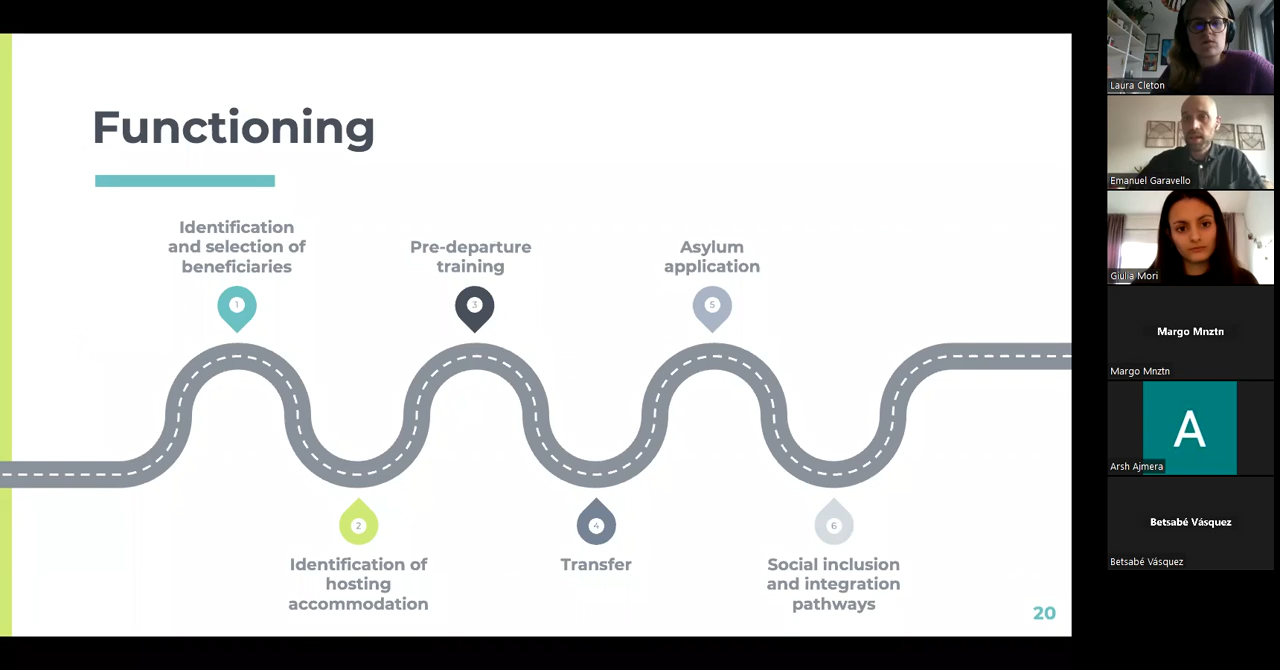 Functioning
Identification
and selection of
beneficiaries
Pre-departure
training
Asylum
application
1
3
5
2
4
6
Identification of
hosting
accommodation
Transfer
Social inclusion
and integration
pathways
20
Laura Cleton
Emanuel Garavello
Giulia Mori
Margo Mnztn
Margo Mnztn
A
Arsh Ajmera
Betsabé Vásquez
Betsabé Vásquez